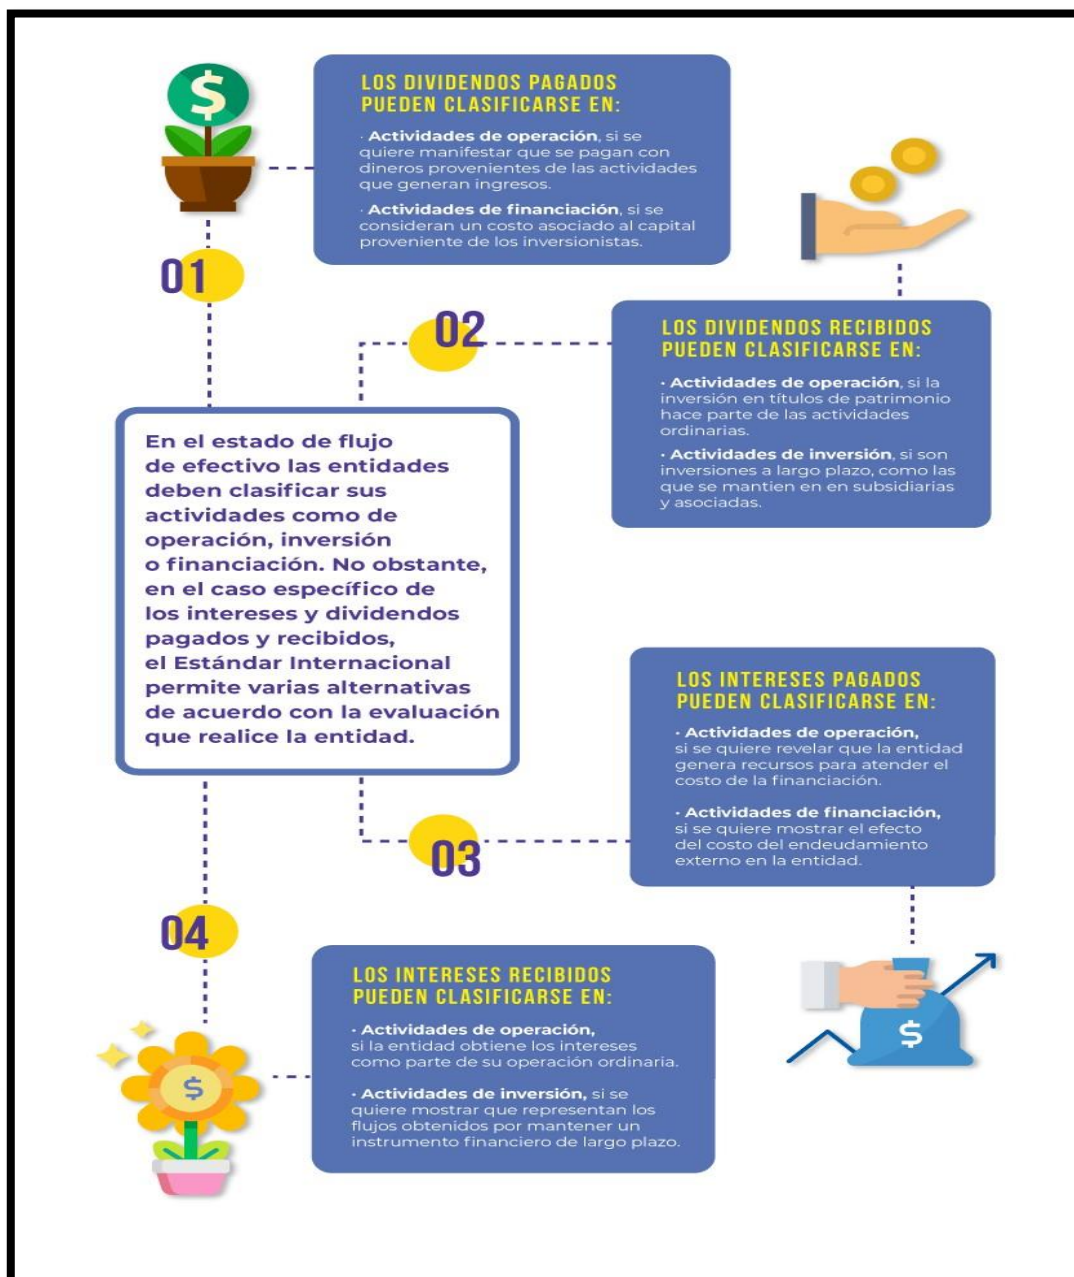 LOS DIVIDENDOS PAGADOS
PUEDEN CLASIFICARSE EN:
· Actividades de operación, si se
quiere manifestar que se pagan con
dineros provenientes de las actividades
que generan ingresos.
· Actividades de financiación, si se
consideran un costo asociado al capital
proveniente de los inversionistas.
01
02
LOS DIVIDENDOS RECIBIDOS
PUEDEN CLASIFICARSE EN:
· Actividades de operación, si la
inversión en títulos de patrimonio
hace parte de las actividades
ordinarias.
· Actividades de inversión, si son
inversiones a largo plazo, como las
que se mantien en en subsidiarias
y asociadas.
En el estado de flujo
de efectivo las entidades
deben clasificar sus
actividades como de
operación, inversión
o financiación. No obstante,
en el caso específico de
los intereses y dividendos
pagados y recibidos,
el Estándar Internacional
permite varias alternativas
de acuerdo con la evaluación
que realice la entidad.
LOS INTERESES PAGADOS
PUEDEN CLASIFICARSE EN:
· Actividades de operación,
si se quiere revelar que la entidad
genera recursos para atender el
costo de la financiación.
· Actividades de financiación,
si se quiere mostrar el efecto
del costo del endeudamiento
externo en la entidad.
03
04
LOS INTERESES RECIBIDOS
PUEDEN CLASIFICARSE EN:
· Actividades de operación,
si la entidad obtiene los intereses
como parte de su operación ordinaria.
· Actividades de inversión, si se
quiere mostrar que representan los
flujos obtenidos por mantener un
instrumento financiero de largo plazo.
$
$
$